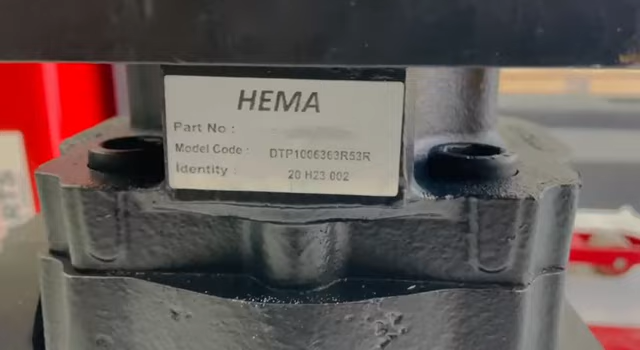 HEMA
Part No :
Model Code : DTP1006363R53R
Identity : 20 H23 002